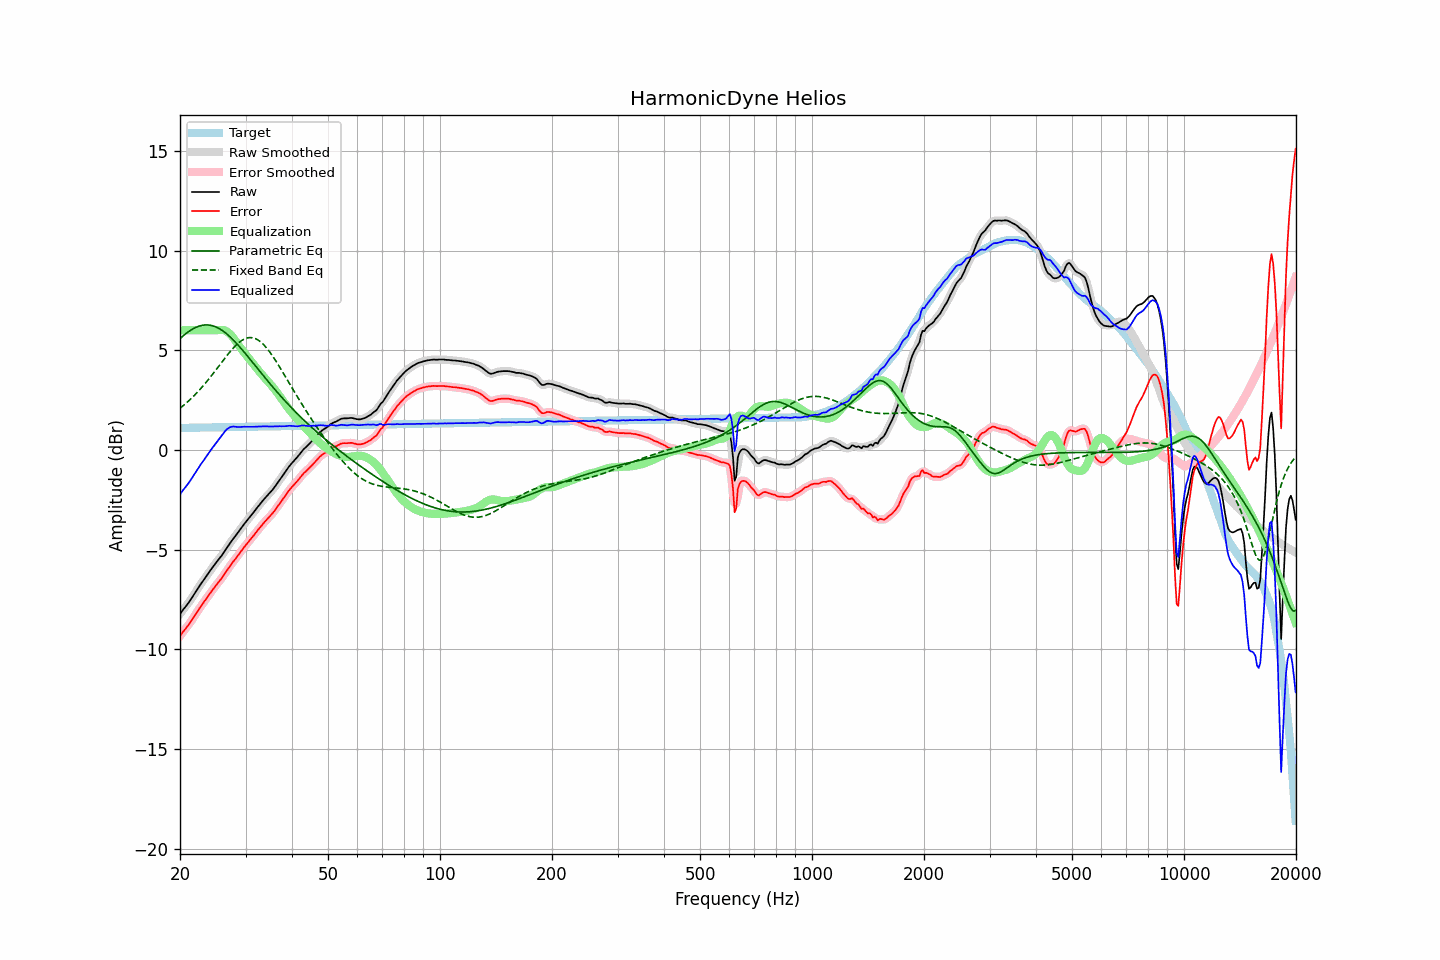 HarmonicDyne Helios
Target
Raw Smoothed
Error Smoothed
Raw
Error
Equalization
Parametric Eq
Fixed Band Eq
Equalized
15
10
5
0
−5
−10
−15
−20
Amplitude (dBr)
20
50
100
200
500
1000
2000
5000
10000
20000
Frequency (Hz)